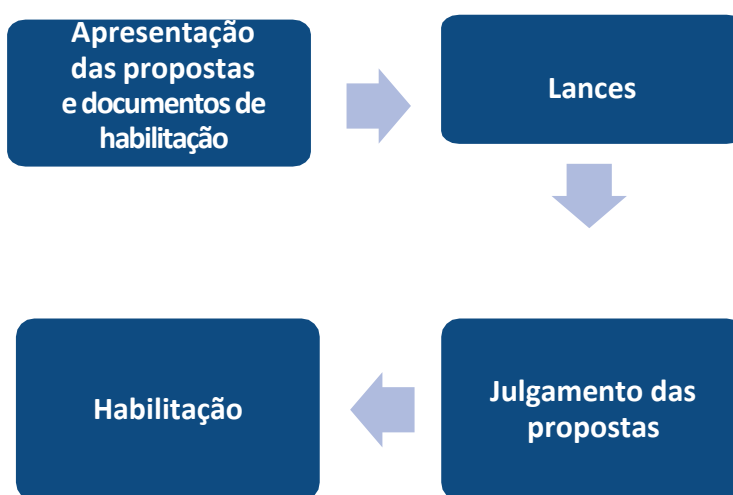 Apresentação
das propostas
e documentos de
habilitação
Lances
Julgamento das
propostas
Habilitação